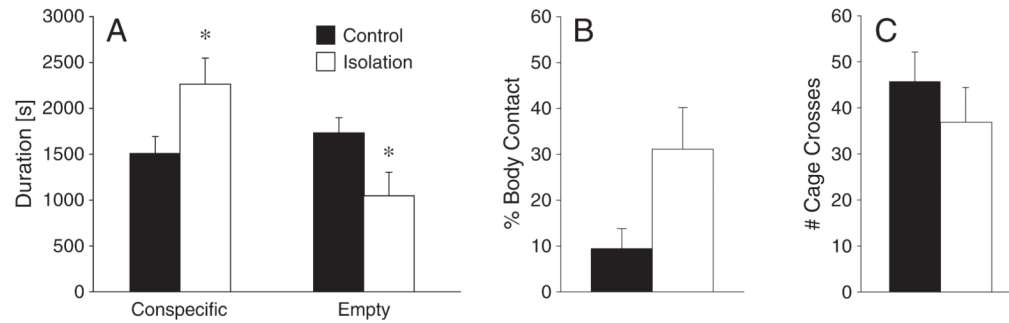 A
Duration [s]
3000
2500
2000
1500
1000
500
0
*
*
Control
Isolation
Conspecific
Empty
B
% Body Contact
60
50
40
30
20
10
0
C
# Cage Crosses
60
50
40
30
20
10
0